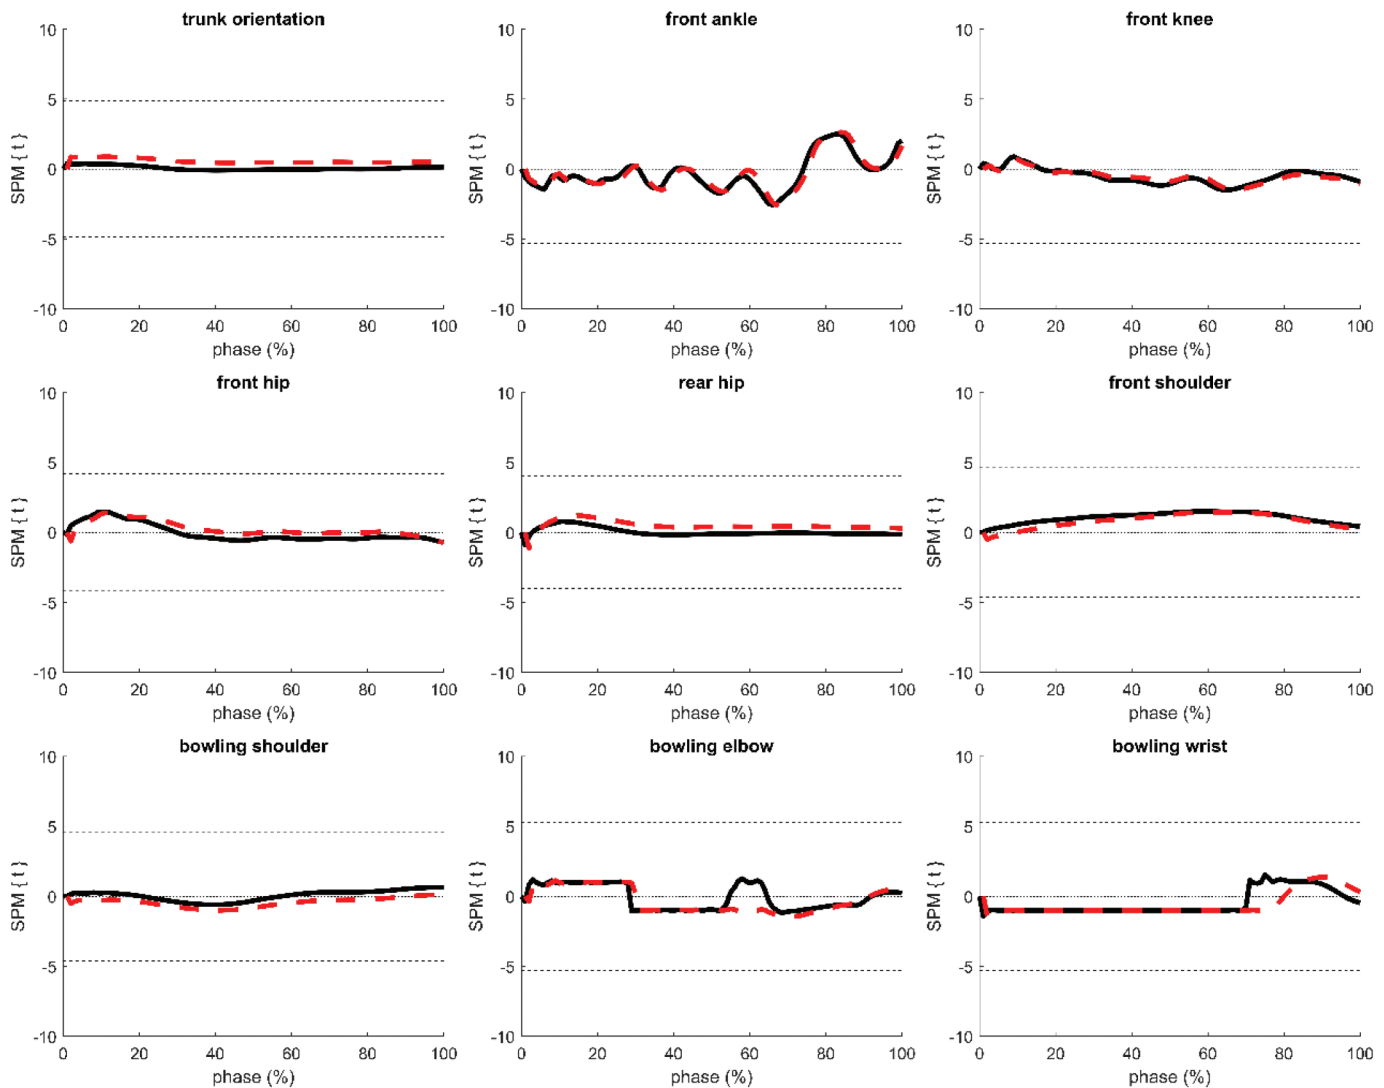 trunk orientation
front ankle
front knee
10
5
0
-5
-10
SPM { t }
0 20 40 60 80 100
phase (%)
10
5
0
-5
-10
SPM { t }
0 20 40 60 80 100
phase (%)
10
5
0
-5
-10
SPM { t }
0 20 40 60 80 100
phase (%)
front hip
rear hip
front shoulder
10
5
0
-5
-10
SPM { t }
0 20 40 60 80 100
phase (%)
10
5
0
-5
-10
SPM { t }
0 20 40 60 80 100
phase (%)
10
5
0
-5
-10
SPM { t }
0 20 40 60 80 100
phase (%)
bowling shoulder
bowling elbow
bowling wrist
10
5
0
-5
-10
SPM { t }
0 20 40 60 80 100
phase (%)
10
5
0
-5
-10
SPM { t }
0 20 40 60 80 100
phase (%)
10
5
0
-5
-10
SPM { t }
0 20 40 60 80 100
phase (%)